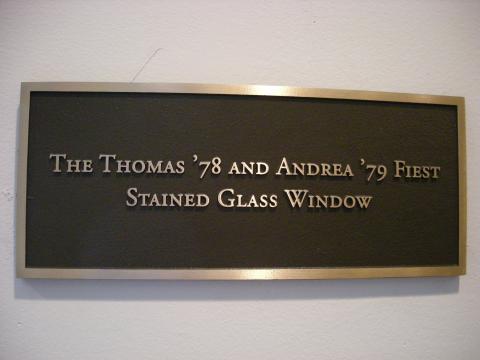 The Thomas ’78 and Andrea ’79 Fiest
Stained Glass Window